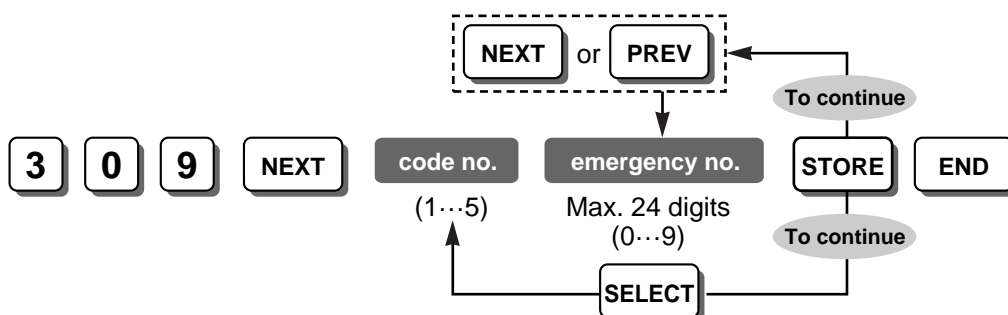 NEXT or PREV
To continue
3 0 9 NEXT code no. emergency no. STORE END
(1···5) Max. 24 digits
(0···9)
To continue
SELECT